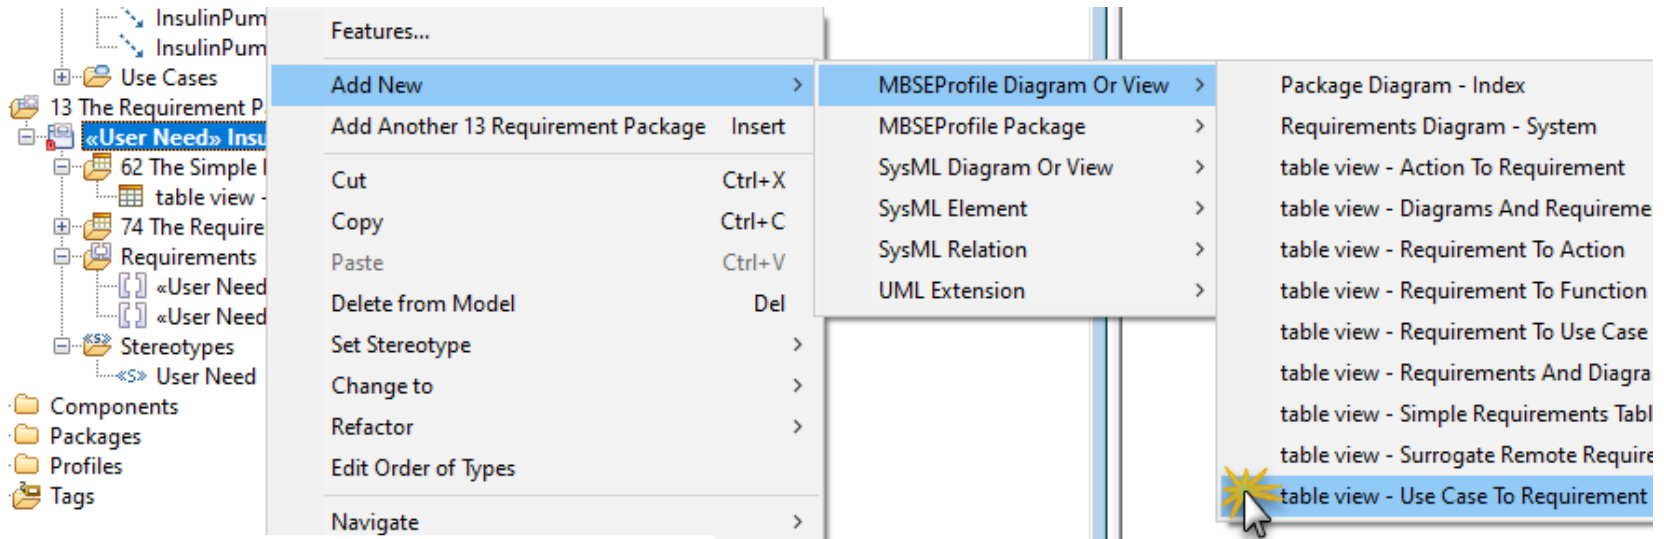 InsulinPum
InsulinPum
Use Cases
13 The Requirement P
«User Need» Insu
62 The Simple
table view -
74 The Require
Requirements
«User Need
«User Need
Stereotypes
«S» User Need
Components
Packages
Profiles
Tags
Features...
Add New
Add Another 13 Requirement Package Insert
Cut Ctrl+X
Copy Ctrl+C
Paste Ctrl+V
Delete from Model Del
Set Stereotype
Change to
Refactor
Edit Order of Types
Navigate
MBSEProfile Diagram Or View
MBSEProfile Package
SysML Diagram Or View
SysML Element
SysML Relation
UML Extension
Package Diagram - Index
Requirements Diagram - System
table view - Action To Requirement
table view - Diagrams And Requireme
table view - Requirement To Action
table view - Requirement To Function
table view - Requirement To Use Case
table view - Requirements And Diagra
table view - Simple Requirements Tabl
table view - Surrogate Remote Require
table view - Use Case To Requirement